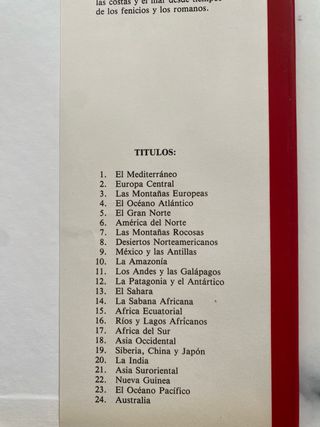 las costas y el mar desde tiempos
de los fenicios y los romanos.
TITULOS:
1. El Mediterráneo
2. Europa Central
3. Las Montañas Europeas
4. El Océano Atlántico
5. El Gran Norte
6. América del Norte
7. Las Montañas Rocosas
8. Desiertos Norteamericanos
9. México y las Antillas
10. La Amazonía
11. Los Andes y las Galápagos
12. La Patagonia y el Antártico
13. El Sahara
14. La Sabana Africana
15. Africa Ecuatorial
16. Ríos y Lagos Africanos
17. Africa del Sur
18. Asia Occidental
19. Siberia, China y Japón
20. La India
21. Asia Suroriental
22. Nueva Guinea
23. El Océano Pacífico
24. Australia